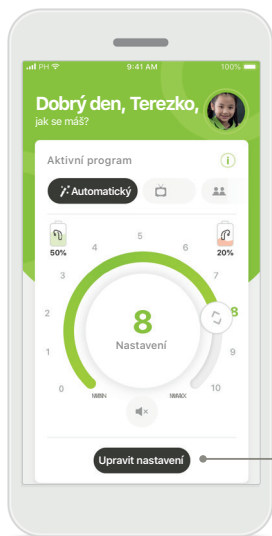 PH 9:41 AM 100%
Dobrý den, Terezko,
jak se máš?
Aktivní program
i
Automatický
50% 20%
5
4 6
3 7
2 8
1 9
0 10
8
Nastavení
Upravit nastavení